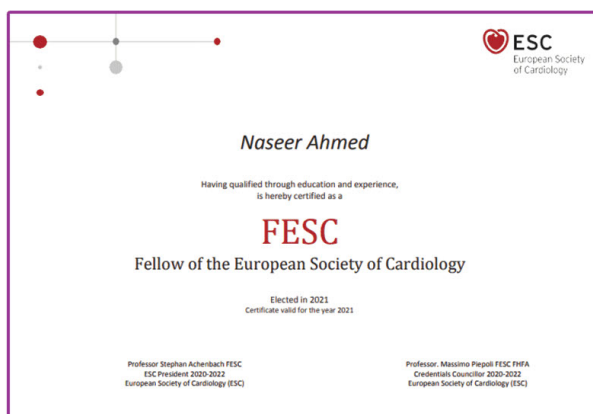 ESC
European Society
of Cardiology
Naseer Ahmed
Having qualified through education and experience,
is hereby certified as a
FESC
Fellow of the European Society of Cardiology
Elected in 2021
Certificate valid for the year 2021
Professor Stephan Achenbach FESC
ESC President 2020-2022
European Society of Cardiology (ESC)
Professor. Massimo Piepoli FESC FHFA
Credentials Councillor 2020-2022
European Society of Cardiology (ESC)